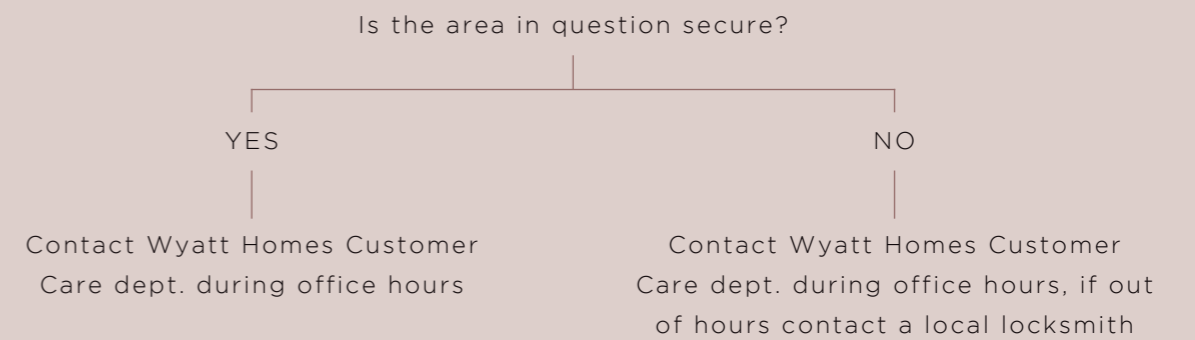 Is the area in question secure?
YES
NO
Contact Wyatt Homes Customer
Care dept. during office hours
Contact Wyatt Homes Customer
Care dept. during office hours, if out
of hours contact a local locksmith